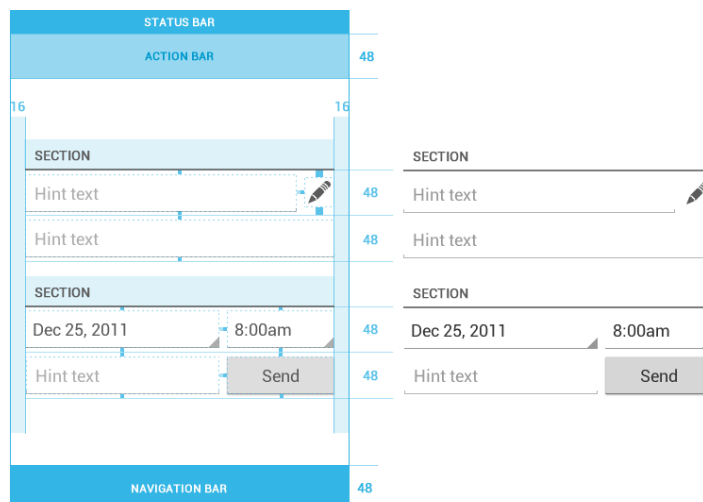 STATUS BAR
ACTION BAR
48
16
16
SECTION
Hint text
48
Hint text
48
SECTION
Dec 25, 2011
8:00am
48
Hint text
Send
48
NAVIGATION BAR
48
SECTION
Hint text
Hint text
SECTION
Dec 25, 2011
8:00am
Hint text
Send